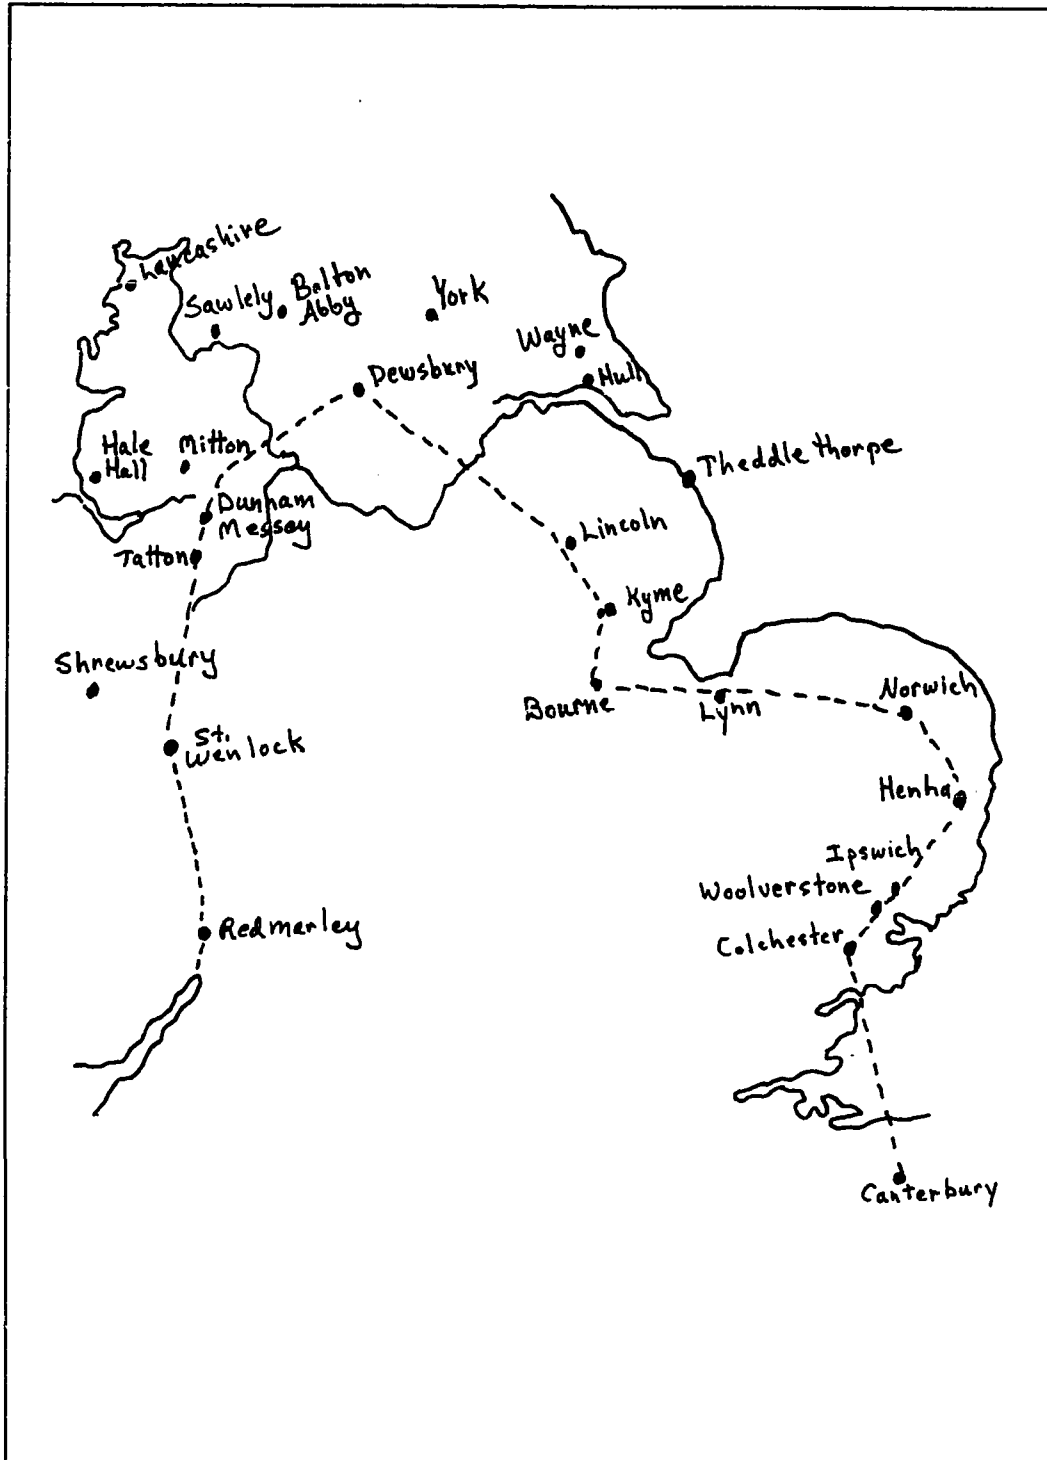 Lancashire
Sawlely
Bolton
Abby
York
Wayne
Hull
Dewsbury
Theddlethorpe
Hale
Hall
Mitton
Dunham
Messey
Tatton
Lincoln
Kyme
Shrewsbury
Bourne
Lynn
Norwich
St.
Wenlock
Henha
Ipswich
Woolverstone
Colchester
Redmarley
Canterbury